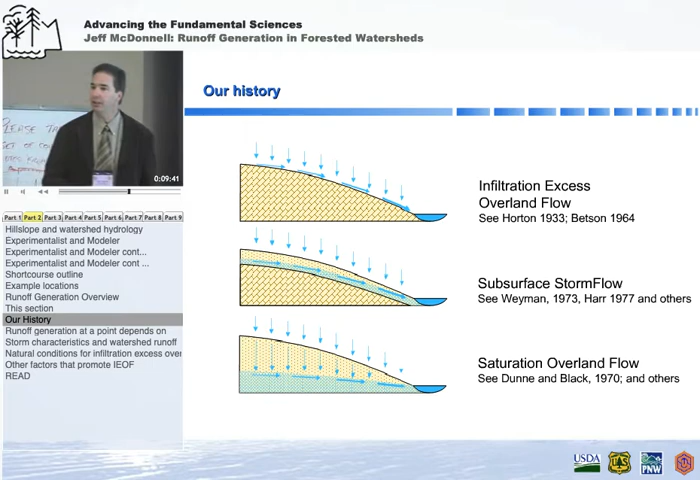 Advancing the Fundamental Sciences
Jeff McDonnell: Runoff Generation in Forested Watersheds
PLEASE
SET OF
0:09:41
Part 1 Part 2 Part 3 Part 4 Part 5 Part 6 Part 7 Part 8 Part 9
Hillslope and watershed hydrology
Experimentalist and Modeler
Experimentalist and Modeler cont...
Experimentalist and Modeler cont ...
Shortcourse outline
Example locations
Runoff Generation Overview
This section
Our History
Runoff generation at a point depends on
Storm characteristics and watershed runoff
Natural conditions for infiltration excess over
Other factors that promote IEOF
READ
Our history
Infiltration Excess
Overland Flow
See Horton 1933; Betson 1964
Subsurface StormFlow
See Weyman, 1973, Harr 1977 and others
Saturation Overland Flow
See Dunne and Black, 1970; and others
USDA
UAS
PNW